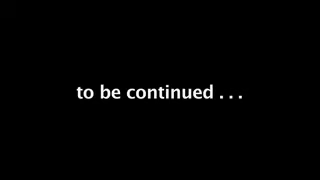 to be continued . . .